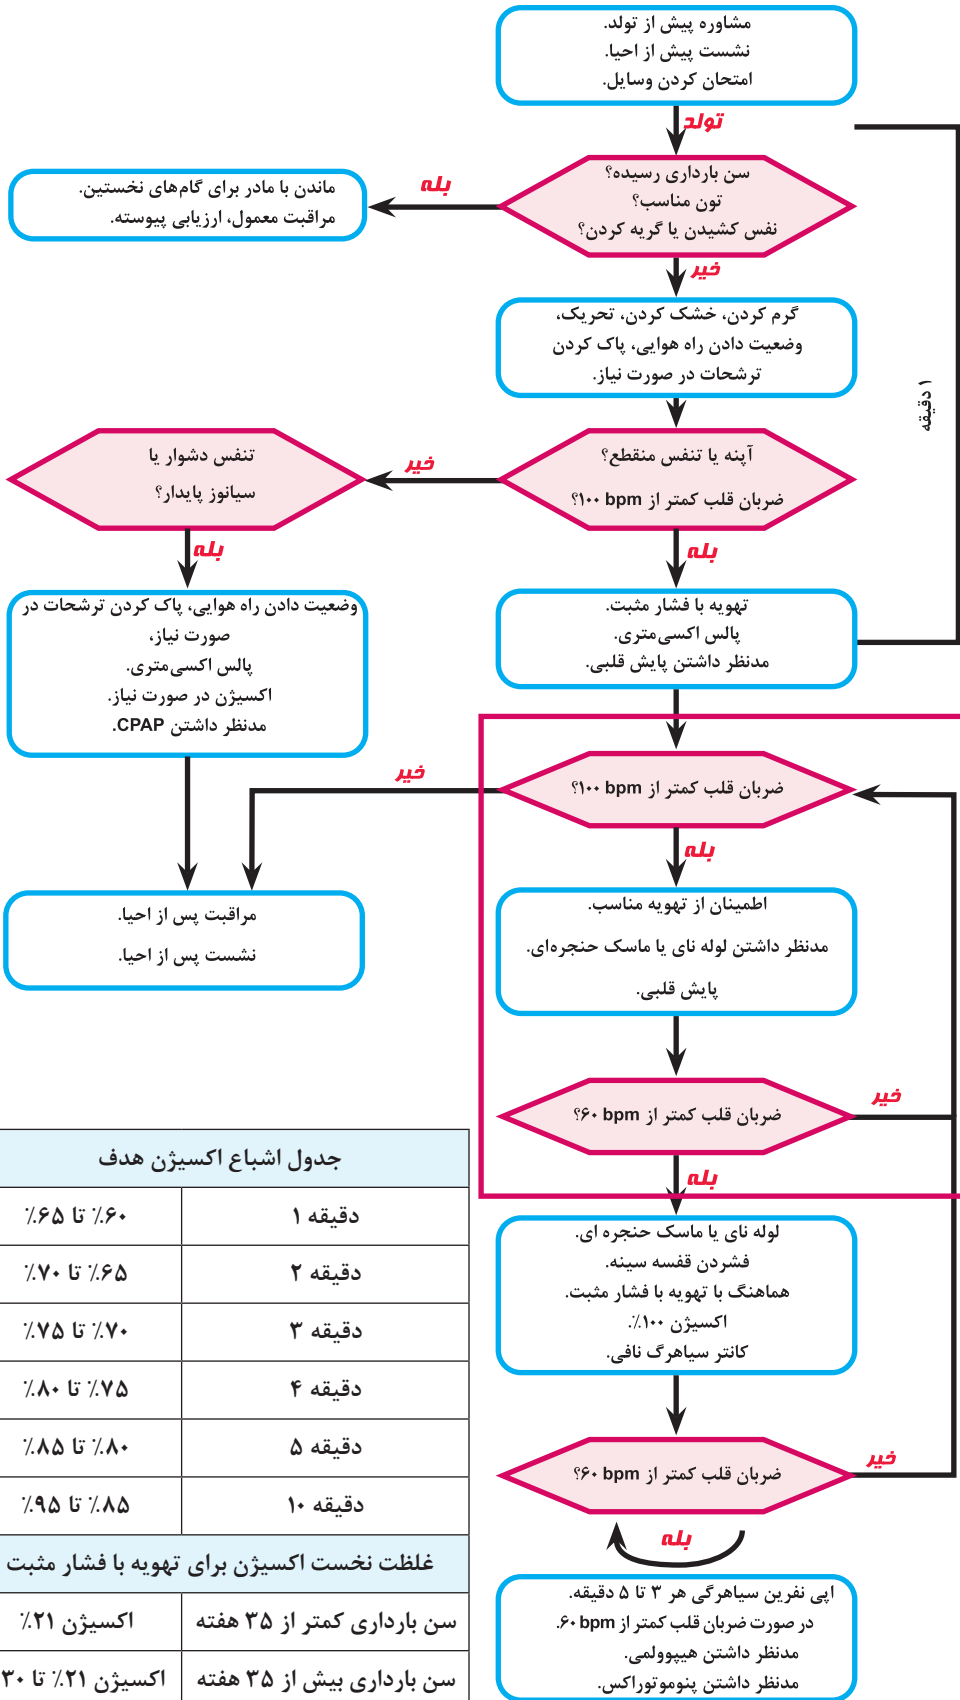 مشاوره پیش از تولد.
نشست پیش از احیا.
امتحان کردن وسایل.
تولد
سن بارداری رسیده؟
تون مناسب؟
نفس کشیدن یا گریه کردن؟
بله
ماندن با مادر برای گام‌های نخستین.
مراقبت معمول، ارزیابی پیوسته.
خیر
گرم کردن، خشک کردن، تحریک،
وضعیت دادن راه هوایی، پاک کردن
ترشحات در صورت نیاز.
۱ دقیقه
آپنه یا تنفس منقطع؟
ضربان قلب کمتر از ۱۰۰ bpm؟
خیر
تنفس دشوار یا
سیانوز پایدار؟
بله
بله
تهویه با فشار مثبت.
پالس اکسی‌متری.
مدنظر داشتن پایش قلبی.
وضعیت دادن راه هوایی، پاک کردن ترشحات در
صورت نیاز،
پالس اکسی‌متری.
اکسیژن در صورت نیاز.
مدنظر داشتن CPAP.
ضربان قلب کمتر از ۱۰۰ bpm؟
خیر
بله
اطمینان از تهویه مناسب.
مدنظر داشتن لوله نای یا ماسک حنجره‌ای.
پایش قلبی.
مراقبت پس از احیا.
نشست پس از احیا.
ضربان قلب کمتر از ۶۰ bpm؟
خیر
بله
لوله نای یا ماسک حنجره ای.
فشردن قفسه سینه.
هماهنگ با تهویه با فشار مثبت.
اکسیژن ۱۰۰٪.
کانتر سیاهرگ نافی.
ضربان قلب کمتر از ۶۰ bpm؟
خیر
بله
اپی نفرین سیاهرگی هر ۳ تا ۵ دقیقه.
در صورت ضربان قلب کمتر از ۶۰ bpm.
مدنظر داشتن هیپوولمی.
مدنظر داشتن پنوموتوراکس.
جدول اشباع اکسیژن هدف
دقیقه ۱ ۶۰٪ تا ۶۵٪
دقیقه ۲ ۶۵٪ تا ۷۰٪
دقیقه ۳ ۷۰٪ تا ۷۵٪
دقیقه ۴ ۷۵٪ تا ۸۰٪
دقیقه ۵ ۸۰٪ تا ۸۵٪
دقیقه ۱۰ ۸۵٪ تا ۹۵٪
غلظت نخست اکسیژن برای تهویه با فشار مثبت
سن بارداری کمتر از ۳۵ هفته اکسیژن ۲۱٪
سن بارداری بیش از ۳۵ هفته اکسیژن ۲۱٪ تا ۳۰